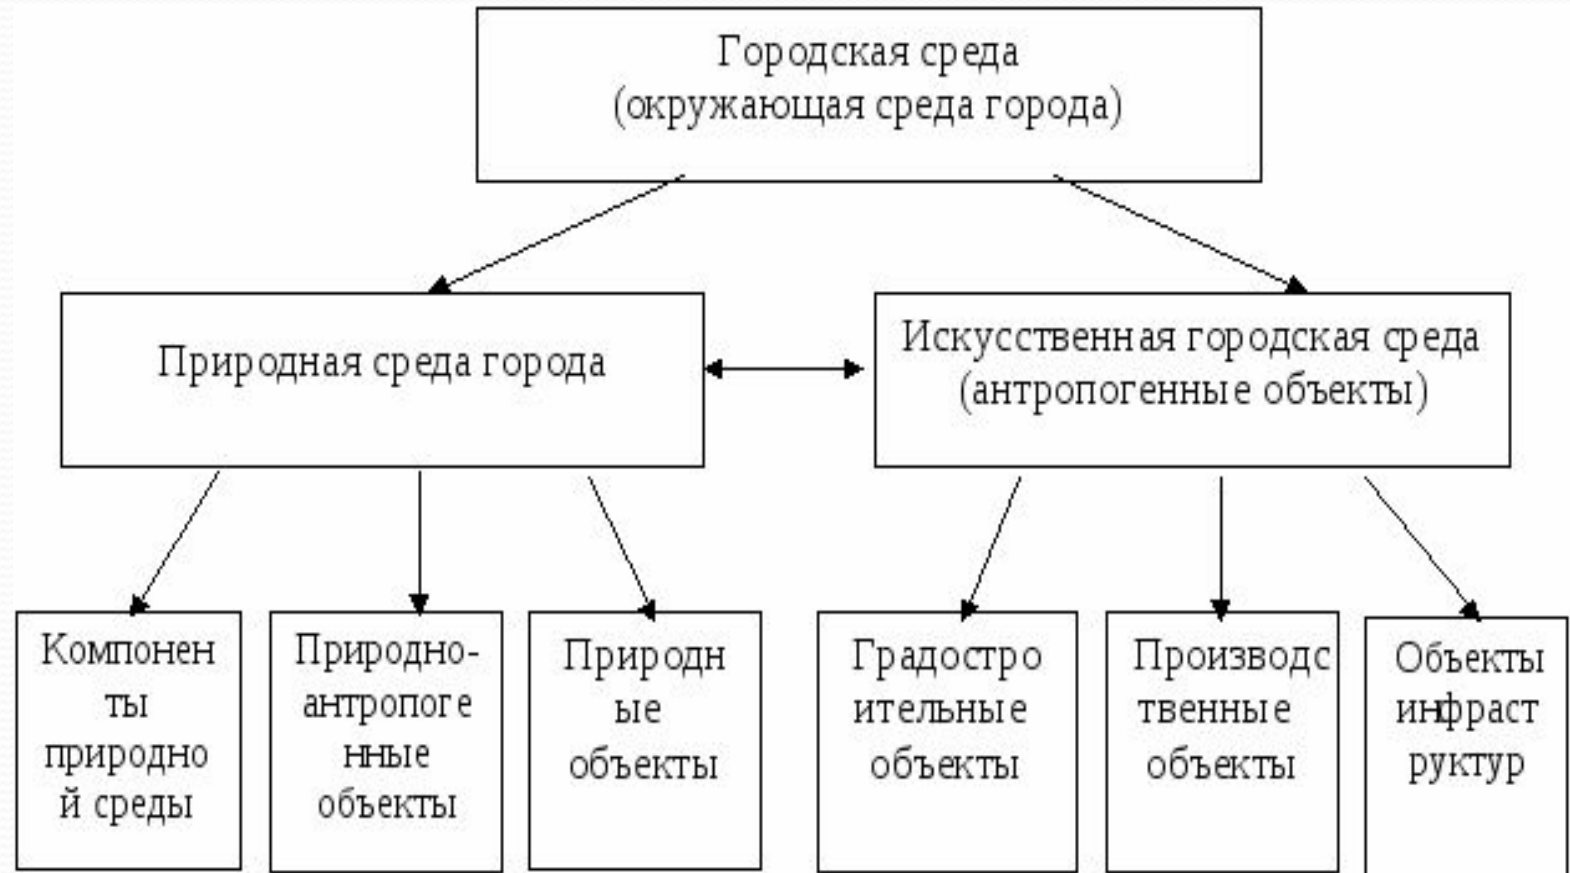 Городская среда
(окружающая среда города)
Природная среда города
Искусственная городская среда
(антропогенные объекты)
Компонен
ты
природно
й среды
Природно-
антропоге
нные
объекты
Природн
ые
объекты
Градостро
ительные
объекты
Производс
твенные
объекты
Объекты
инфраст
руктур